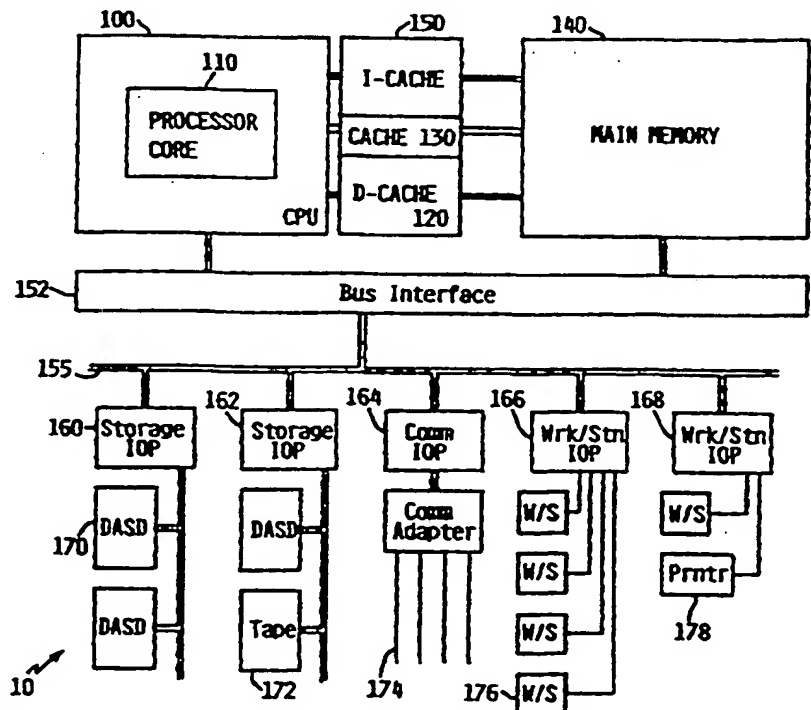 100
150
140
110
I-CACHE
PROCESSOR
CORE
CACHE 130
MAIN MEMORY
D-CACHE
120
CPU
152
Bus Interface
155
160
162
164
166
168
Storage
IOP
Storage
IOP
Comm
IOP
Wrk/Stn
IOP
Wrk/Stn
IOP
170
DASD
DASD
Comm
Adapter
W/S
W/S
W/S
Prntr
178
DASD
Tape
W/S
10
172
174
176
W/S